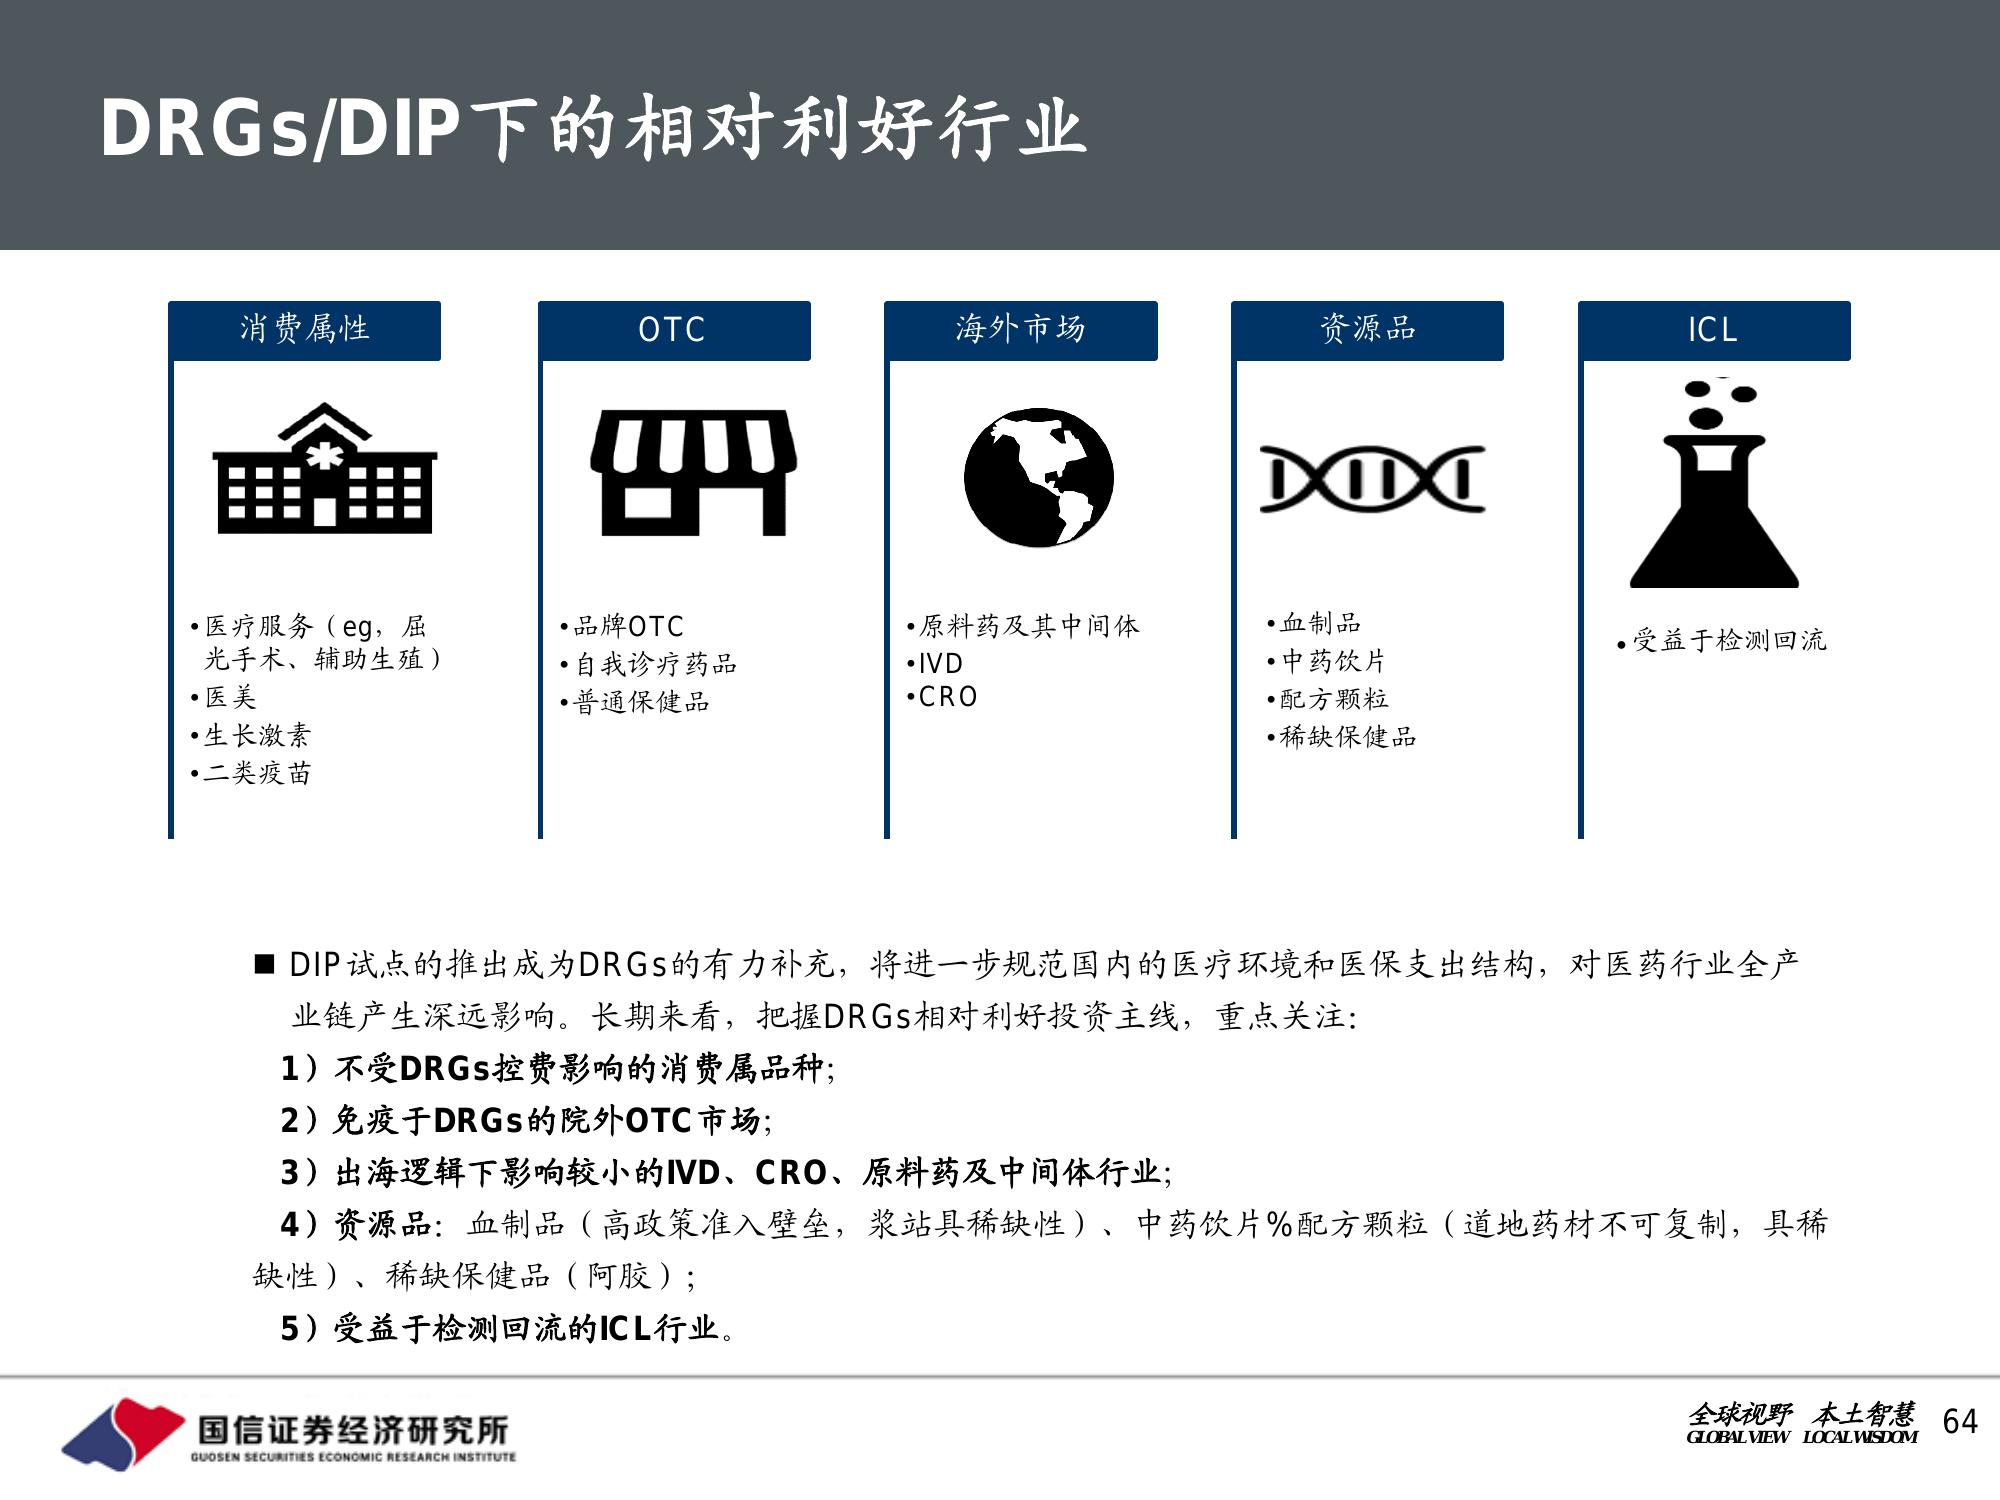 DRGs/DIP下的相对利好行业
消费属性
•医疗服务（eg，屈
光手术、辅助生殖）
•医美
•生长激素
•二类疫苗
OTC
•品牌OTC
•自我诊疗药品
•普通保健品
海外市场
•原料药及其中间体
•IVD
•CRO
资源品
•血制品
•中药饮片
•配方颗粒
•稀缺保健品
ICL
•受益于检测回流
■ DIP试点的推出成为DRGs的有力补充，将进一步规范国内的医疗环境和医保支出结构，对医药行业全产
业链产生深远影响。长期来看，把握DRGs相对利好投资主线，重点关注：
1）不受DRGs控费影响的消费属品种；
2）免疫于DRGs的院外OTC市场；
3）出海逻辑下影响较小的IVD、CRO、原料药及中间体行业；
4）资源品：血制品（高政策准入壁垒，浆站具稀缺性）、中药饮片%配方颗粒（道地药材不可复制，具稀
缺性）、稀缺保健品（阿胶）；
5）受益于检测回流的ICL行业。
国信证券经济研究所
GUOSEN SECURITIES ECONOMIC RESEARCH INSTITUTE
全球视野 本土智慧
GLOBAL VIEW LOCAL WISDOM
64